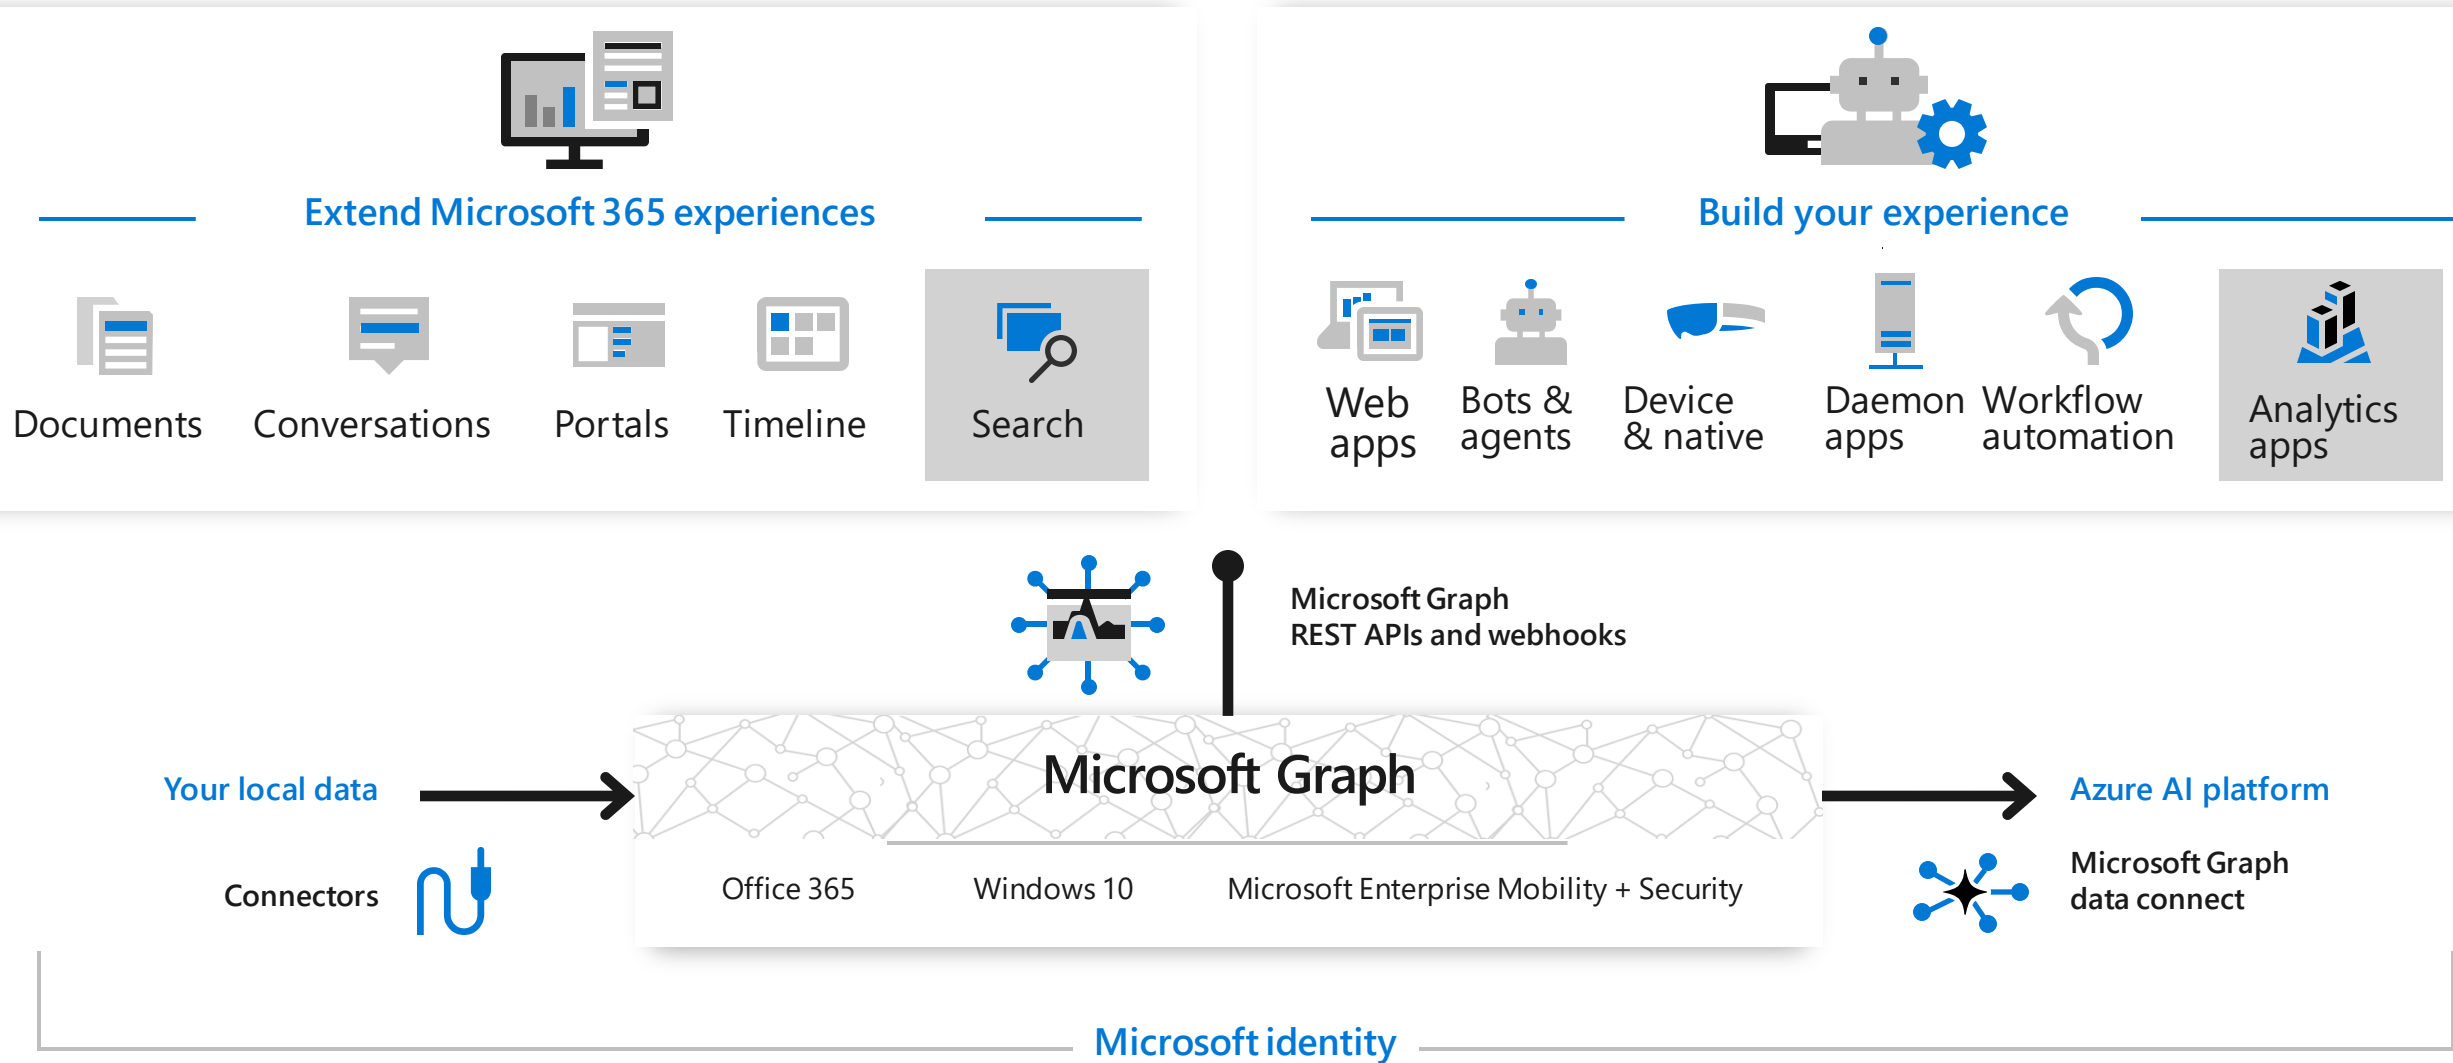 Extend Microsoft 365 experiences
Documents
Conversations
Portals
Timeline
Search
Build your experience
Web
apps
Bots &
agents
Device
& native
Daemon
apps
Workflow
automation
Analytics
apps
Microsoft Graph
REST APIs and webhooks
Your local data
Connectors
Microsoft Graph
Office 365
Windows 10
Microsoft Enterprise Mobility + Security
Azure AI platform
Microsoft Graph
data connect
Microsoft identity